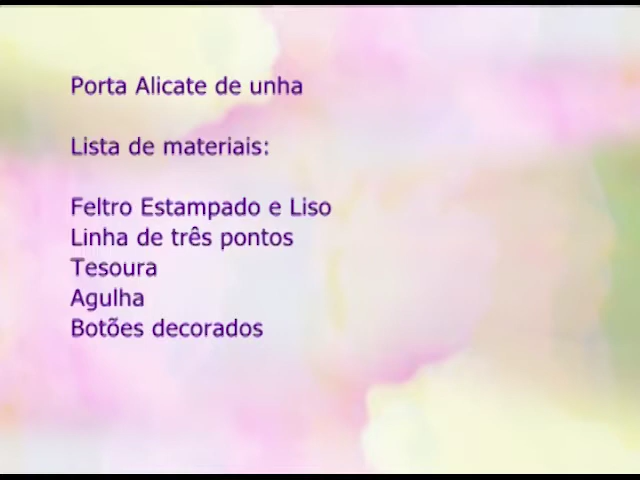 Porta Alicate de unha
Lista de materiais:
Feltro Estampado e Liso
Linha de três pontos
Tesoura
Agulha
Botões decorados